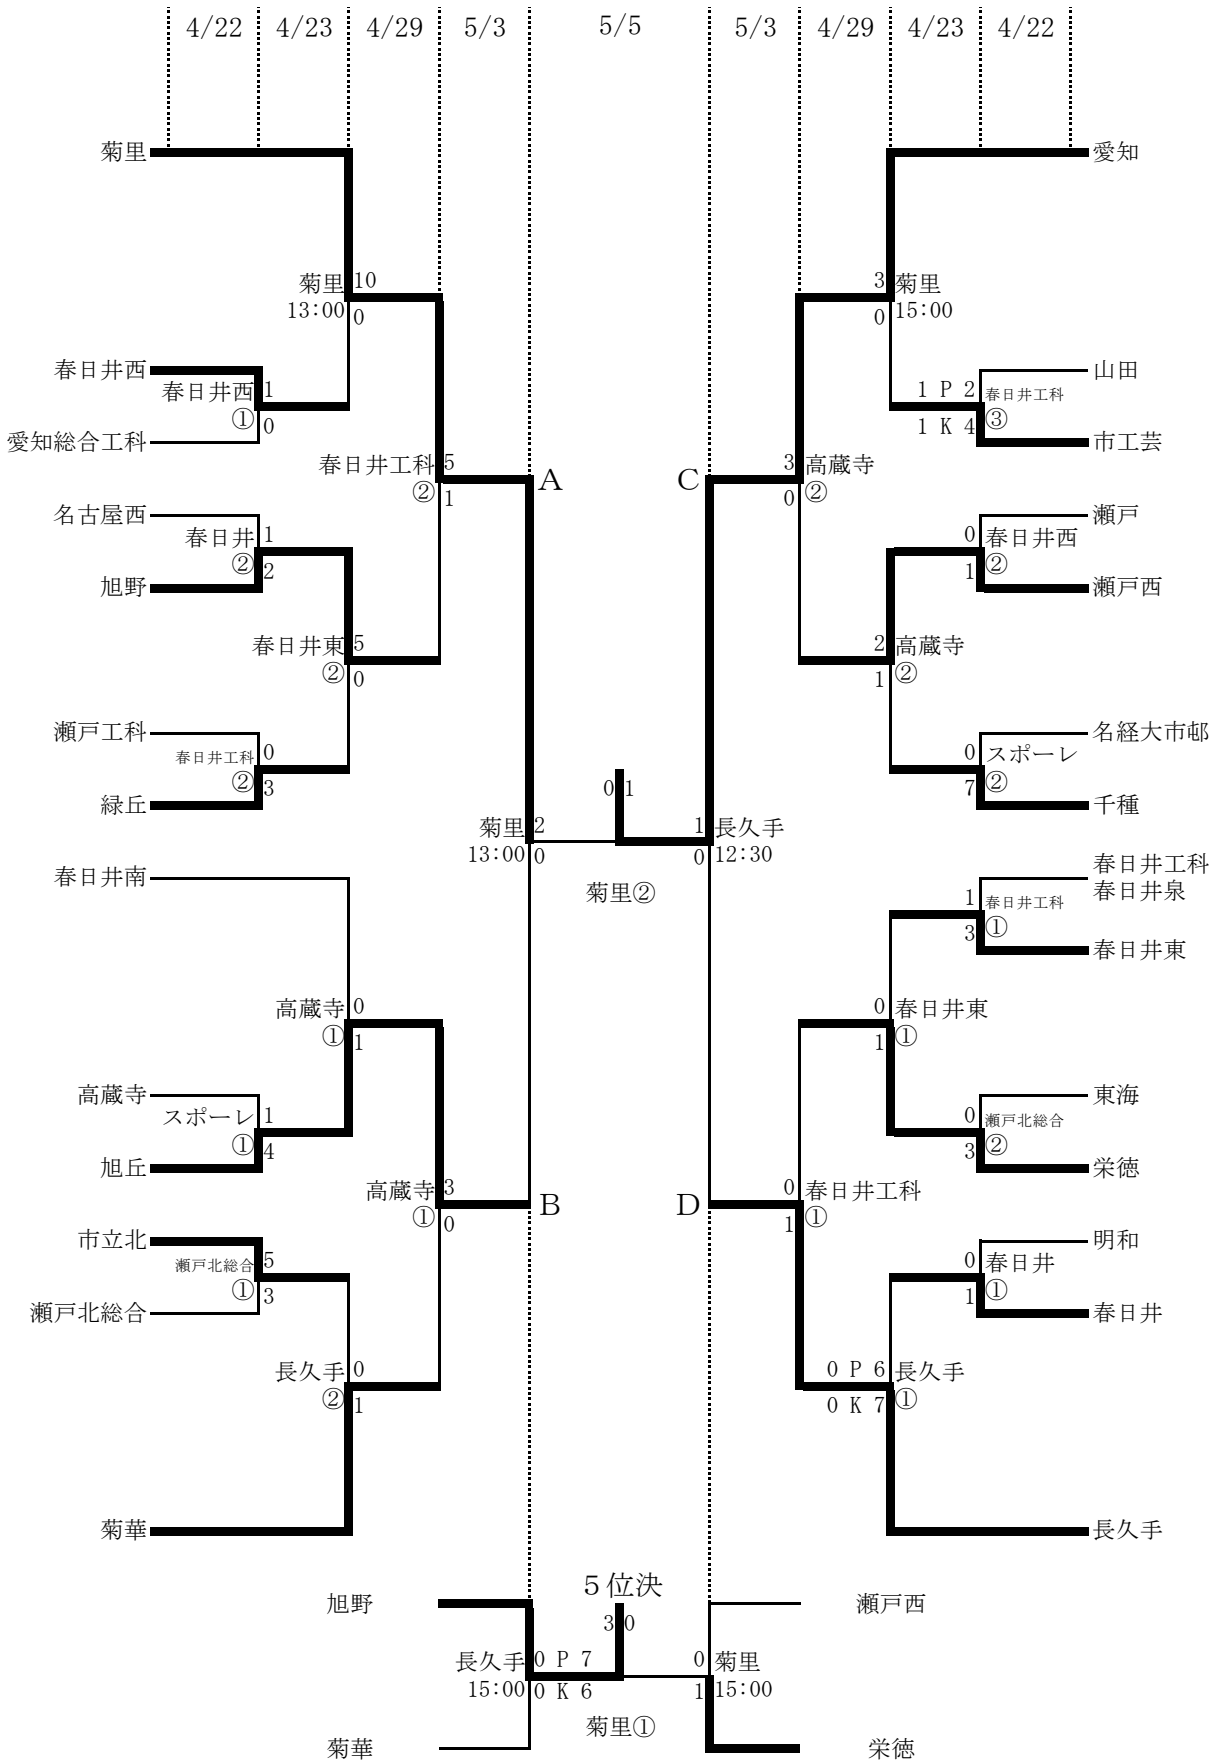 4/22 4/23 4/29 5/3 5/5 5/3 4/29 4/23 4/22
菊里 愛知
菊里 10 3 菊里
13:00 0 0 15:00
春日井西 山田
春日井西 1 1 P 2 春日井工科
① 0 1 K 4 ③
愛知総合工科 市工芸
春日井工科 5 A C 3 高蔵寺
② 1 0 ②
名古屋西 瀬戸
春日井 1 0 春日井西
② 2 1 ②
旭野 瀬戸西
春日井東 5 2 高蔵寺
② 0 1 ②
瀬戸工科 名経大市邨
春日井工科 0 0 スポーレ
② 3 7 ②
緑丘 千種
0 1
菊里 2 1 長久手
13:00 0 0 12:30
春日井工科
春日井南 春日井泉
菊里②
1 春日井工科
3 ①
春日井東
高蔵寺 0 0 春日井東
① 1 1 ①
高蔵寺 東海
スポーレ 1 0 瀬戸北総合
① 4 3 ②
旭丘 栄徳
高蔵寺 3 B D 0 春日井工科
① 0 1 ①
市立北 明和
瀬戸北総合 5 0 春日井
① 3 1 ①
瀬戸北総合 春日井
長久手 0 0 P 6 長久手
② 1 0 K 7 ①
菊華 長久手
5位決
旭野 瀬戸西
3 0
長久手 0 P 7 0 菊里
15:00 0 K 6 1 15:00
菊里①
菊華 栄徳